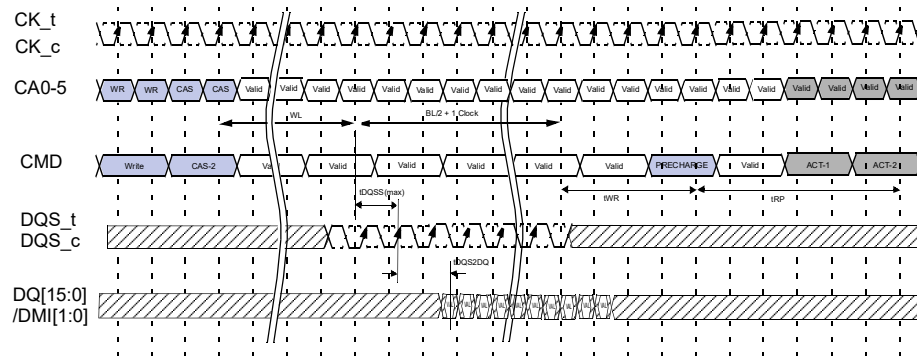 CK_t
CK_c
CA0-5 WR WR CAS CAS Valid Valid Valid Valid Valid Valid Valid Valid Valid Valid Valid Valid Valid Valid Valid Valid Valid Valid Valid Valid
WL BL/2 + 1 Clock
CMD Write CAS-2 Valid Valid Valid Valid Valid Valid PRECHARGE Valid ACT-1 ACT-2
tDQSS(max) tWR tRP
DQS_t
DQS_c
tDQS2DQ
DQ[15:0]
/DMI[1:0]